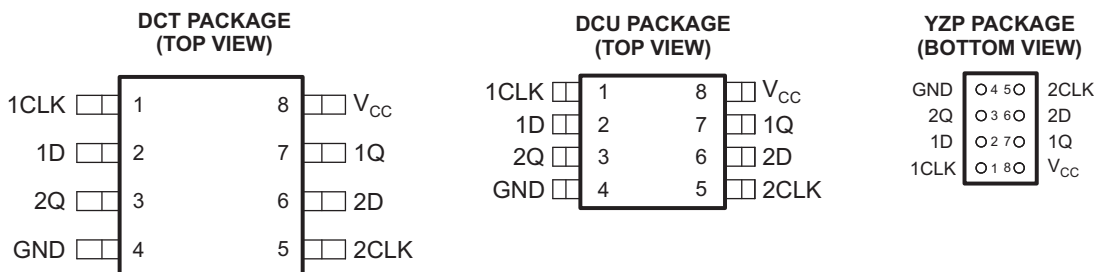 DCT PACKAGE
(TOP VIEW)
1CLK 1 8 VCC
1D 2 7 1Q
2Q 3 6 2D
GND 4 5 2CLK
DCU PACKAGE
(TOP VIEW)
1CLK 1 8 VCC
1D 2 7 1Q
2Q 3 6 2D
GND 4 5 2CLK
YZP PACKAGE
(BOTTOM VIEW)
GND 4 5 2CLK
2Q 3 6 2D
1D 2 7 1Q
1CLK 1 8 VCC